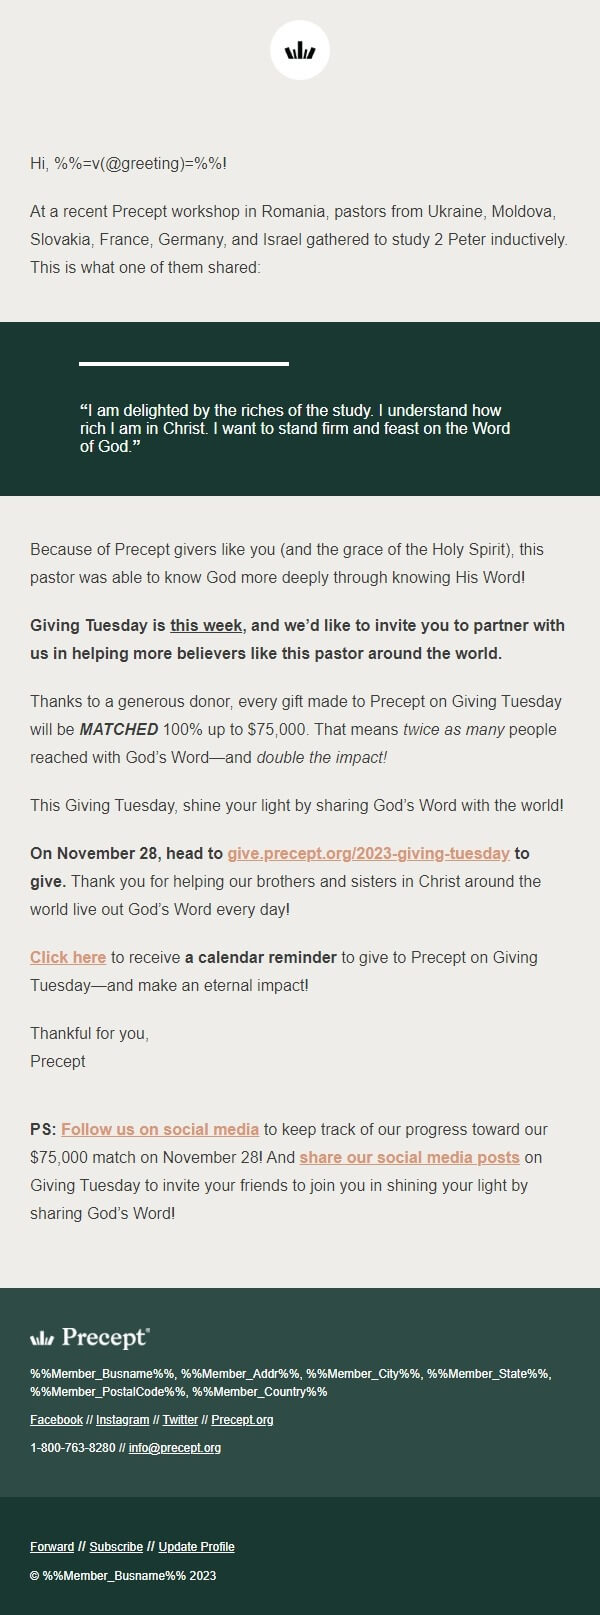 Hi, %%=v(@greeting)=%%!
At a recent Precept workshop in Romania, pastors from Ukraine, Moldova,
Slovakia, France, Germany, and Israel gathered to study 2 Peter inductively.
This is what one of them shared:
“I am delighted by the riches of the study. I understand how
rich I am in Christ. I want to stand firm and feast on the Word
of God.”
Because of Precept givers like you (and the grace of the Holy Spirit), this
pastor was able to know God more deeply through knowing His Word!
Giving Tuesday is this week, and we’d like to invite you to partner with
us in helping more believers like this pastor around the world.
Thanks to a generous donor, every gift made to Precept on Giving Tuesday
will be MATCHED 100% up to $75,000. That means twice as many people
reached with God’s Word—and double the impact!
This Giving Tuesday, shine your light by sharing God’s Word with the world!
On November 28, head to give.precept.org/2023-giving-tuesday to
give. Thank you for helping our brothers and sisters in Christ around the
world live out God’s Word every day!
Click here to receive a calendar reminder to give to Precept on Giving
Tuesday—and make an eternal impact!
Thankful for you,
Precept
PS: Follow us on social media to keep track of our progress toward our
$75,000 match on November 28! And share our social media posts on
Giving Tuesday to invite your friends to join you in shining your light by
sharing God’s Word!
Precept®
%%Member_Busname%%, %%Member_Addr%%, %%Member_City%%, %%Member_State%%,
%%Member_PostalCode%%, %%Member_Country%%
Facebook // Instagram // Twitter // Precept.org
1-800-763-8280 // info@precept.org
Forward // Subscribe // Update Profile
© %%Member_Busname%% 2023